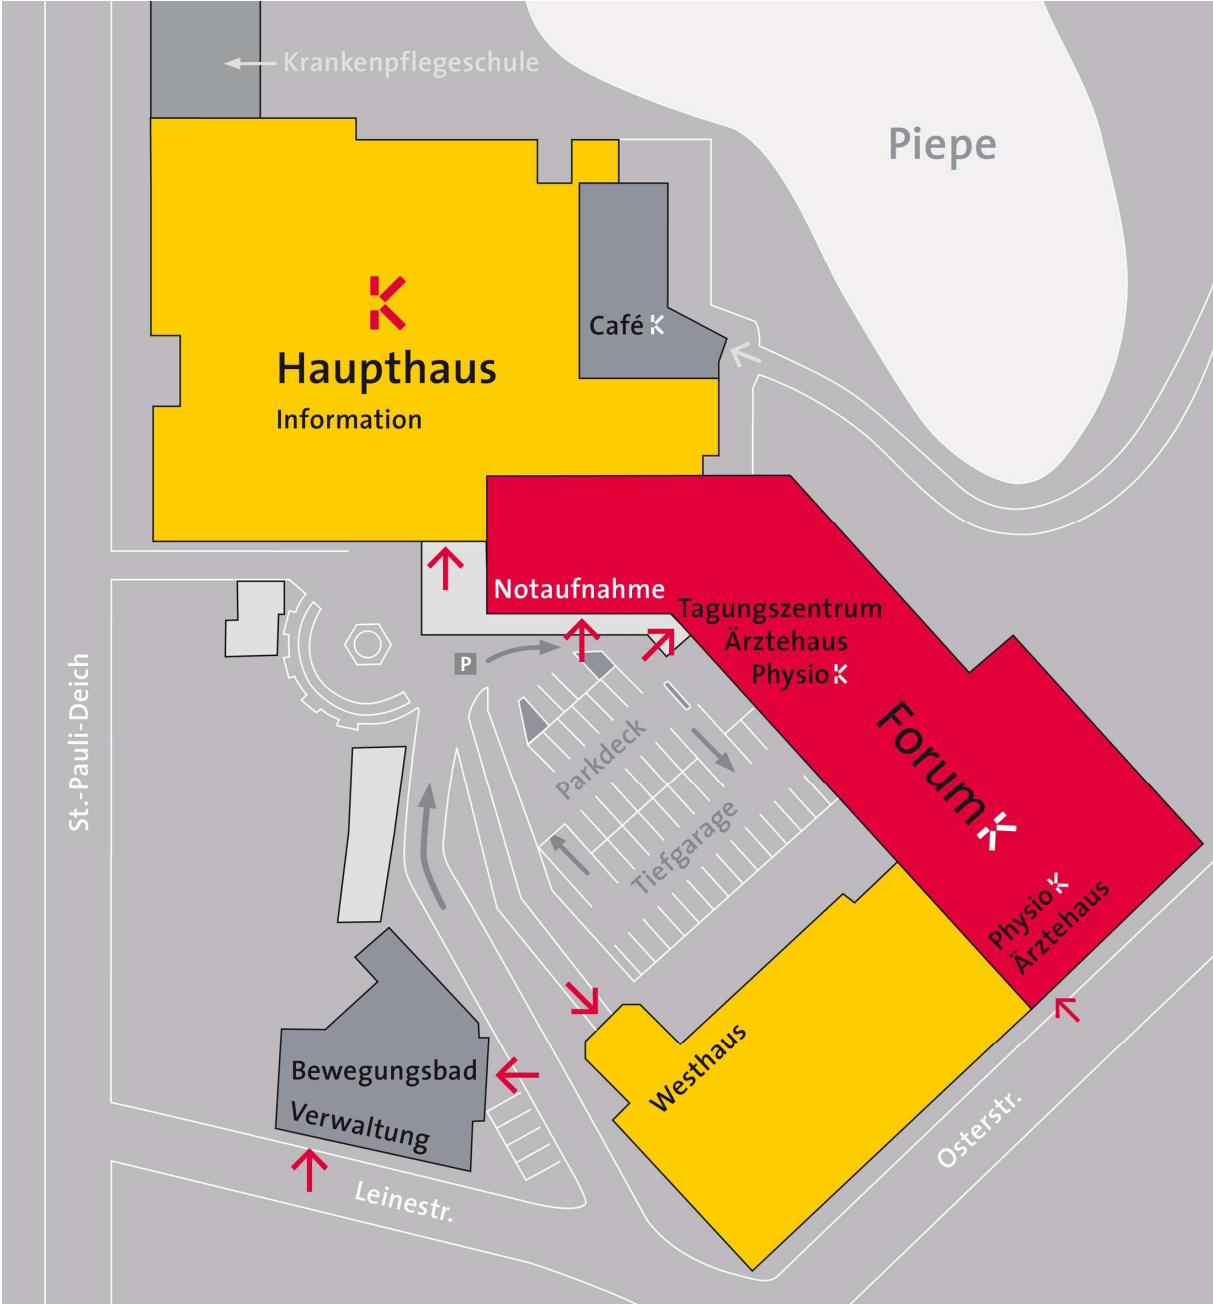 Krankenpflegeschule
Piepe
Café
Haupthaus
Information
Notaufnahme
Tagungszentrum
Ärztehaus
Physio
P
St.-Pauli-Deich
Parkdeck
Tiefgarage
Forum
Physio
Ärztehaus
Westhaus
Bewegungsbad
Verwaltung
Osterstr.
Leinestr.